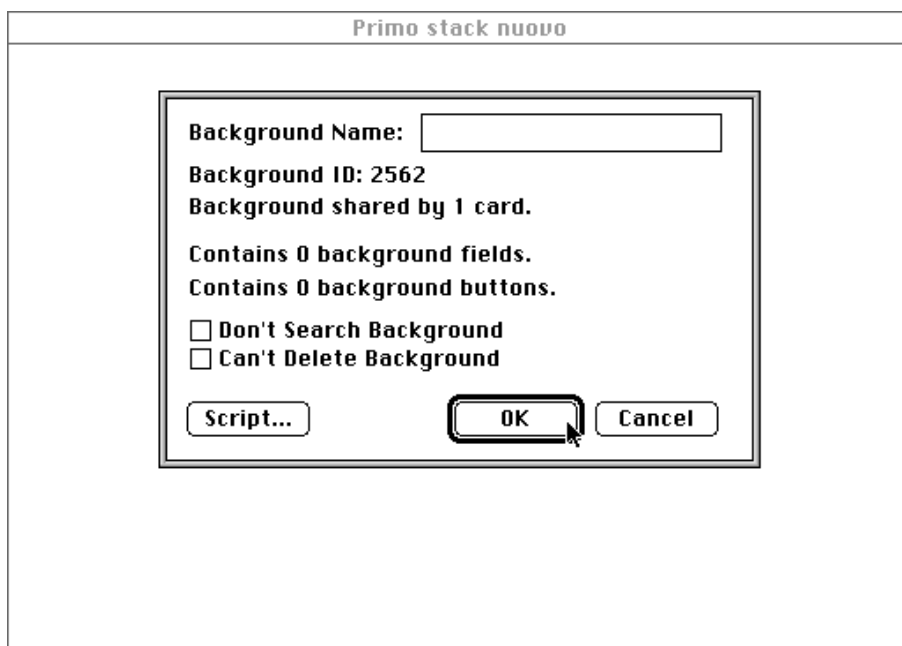 Primo stack nuovo
Background Name:
Background ID: 2562
Background shared by 1 card.
Contains 0 background fields.
Contains 0 background buttons.
Don't Search Background
Can't Delete Background
Script... OK Cancel